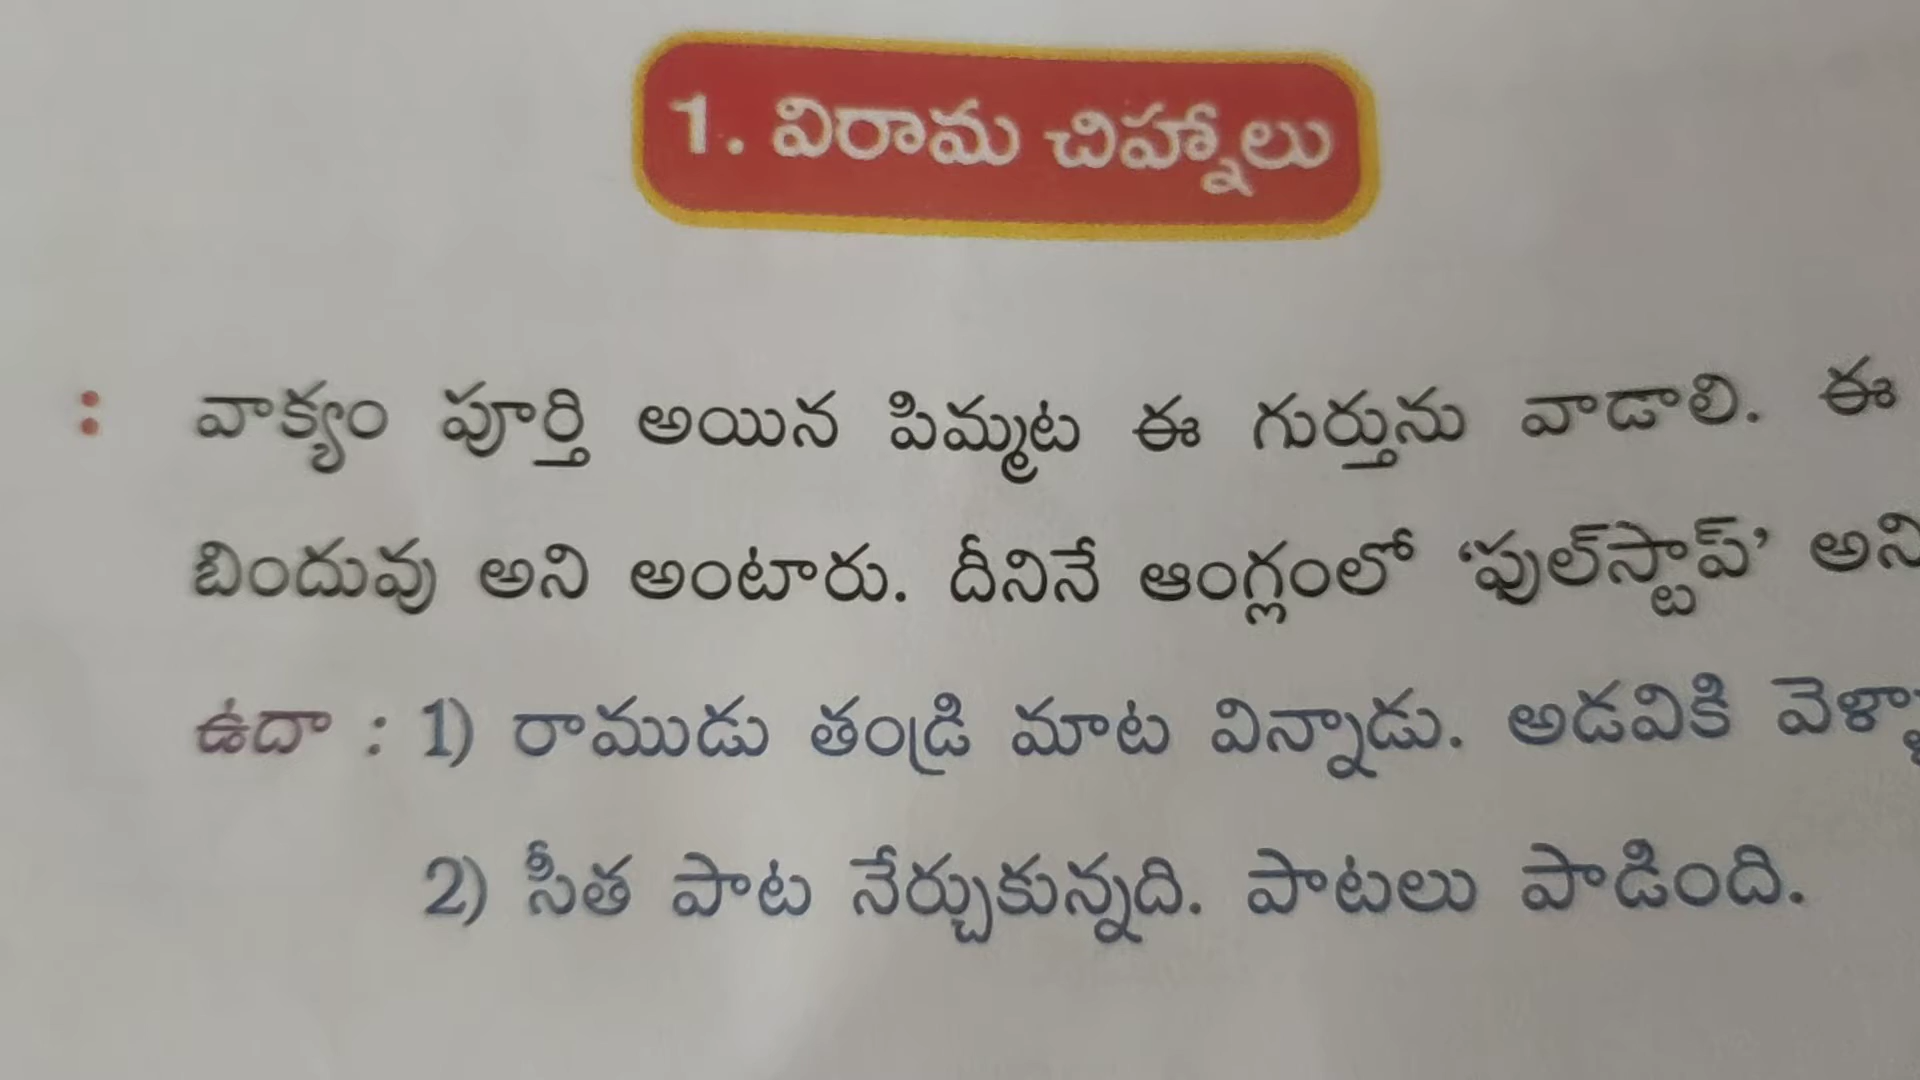 1. విరామ చిహ్నాలు
: వాక్యం పూర్తి అయిన పిమ్మట ఈ గుర్తును వాడాలి. ఈ
బిందువు అని అంటారు. దీనినే ఆంగ్లంలో ‘ఫుల్‌స్టాప్’ అని
ఉదా : 1) రాముడు తండ్రి మాట విన్నాడు. అడవికి
2) సీత పాట నేర్చుకున్నది. పాటలు పాడింది.